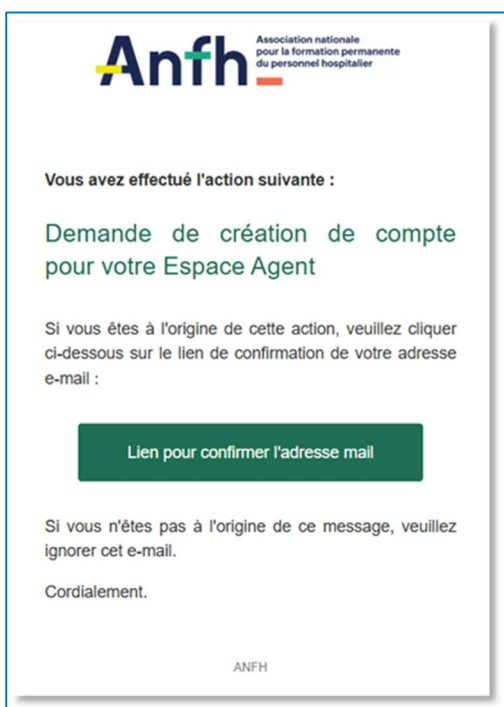 Anfh
Association nationale
pour la formation permanente
du personnel hospitalier
Vous avez effectué l'action suivante :
Demande de création de compte
pour votre Espace Agent
Si vous êtes à l'origine de cette action, veuillez cliquer
ci-dessous sur le lien de confirmation de votre adresse
e-mail :
Lien pour confirmer l'adresse mail
Si vous n'êtes pas à l'origine de ce message, veuillez
ignorer cet e-mail.
Cordialement.
ANFH